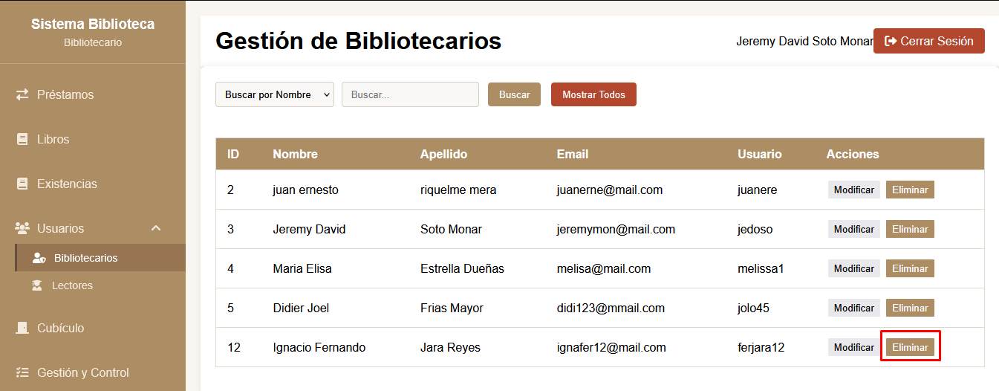 Sistema Biblioteca
Bibliotecario
Préstamos
Libros
Existencias
Usuarios
Bibliotecarios
Lectores
Cubículo
Gestión y Control
Gestión de Bibliotecarios
Jeremy David Soto Monar Cerrar Sesión
Buscar por Nombre Buscar... Buscar Mostrar Todos
ID Nombre Apellido Email Usuario Acciones
2 juan ernesto riquelme mera juanerne@mail.com juanere Modificar Eliminar
3 Jeremy David Soto Monar jeremymon@mail.com jedoso Modificar Eliminar
4 Maria Elisa Estrella Dueñas melisa@mail.com melissa1 Modificar Eliminar
5 Didier Joel Frias Mayor didi123@mmail.com jolo45 Modificar Eliminar
12 Ignacio Fernando Jara Reyes ignafer12@mail.com ferjara12 Modificar Eliminar